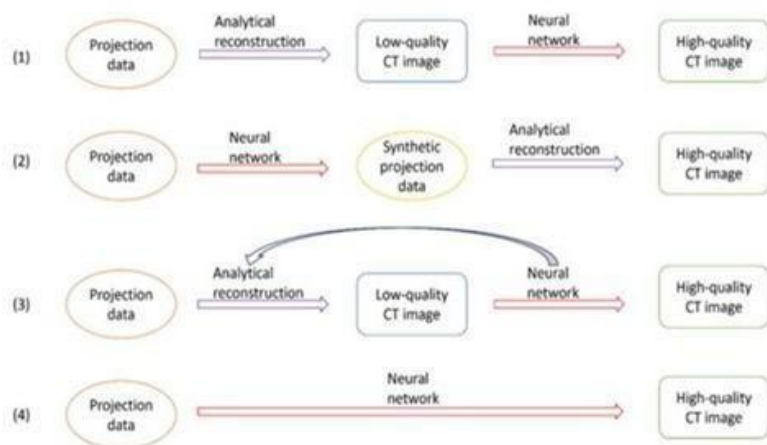 (1)
Projection
data
Analytical
reconstruction
Low-quality
CT image
Neural
network
High-quality
CT image
(2)
Projection
data
Neural
network
Synthetic
projection
data
Analytical
reconstruction
High-quality
CT image
(3)
Projection
data
Analytical
reconstruction
Low-quality
CT image
Neural
network
High-quality
CT image
(4)
Projection
data
Neural
network
High-quality
CT image